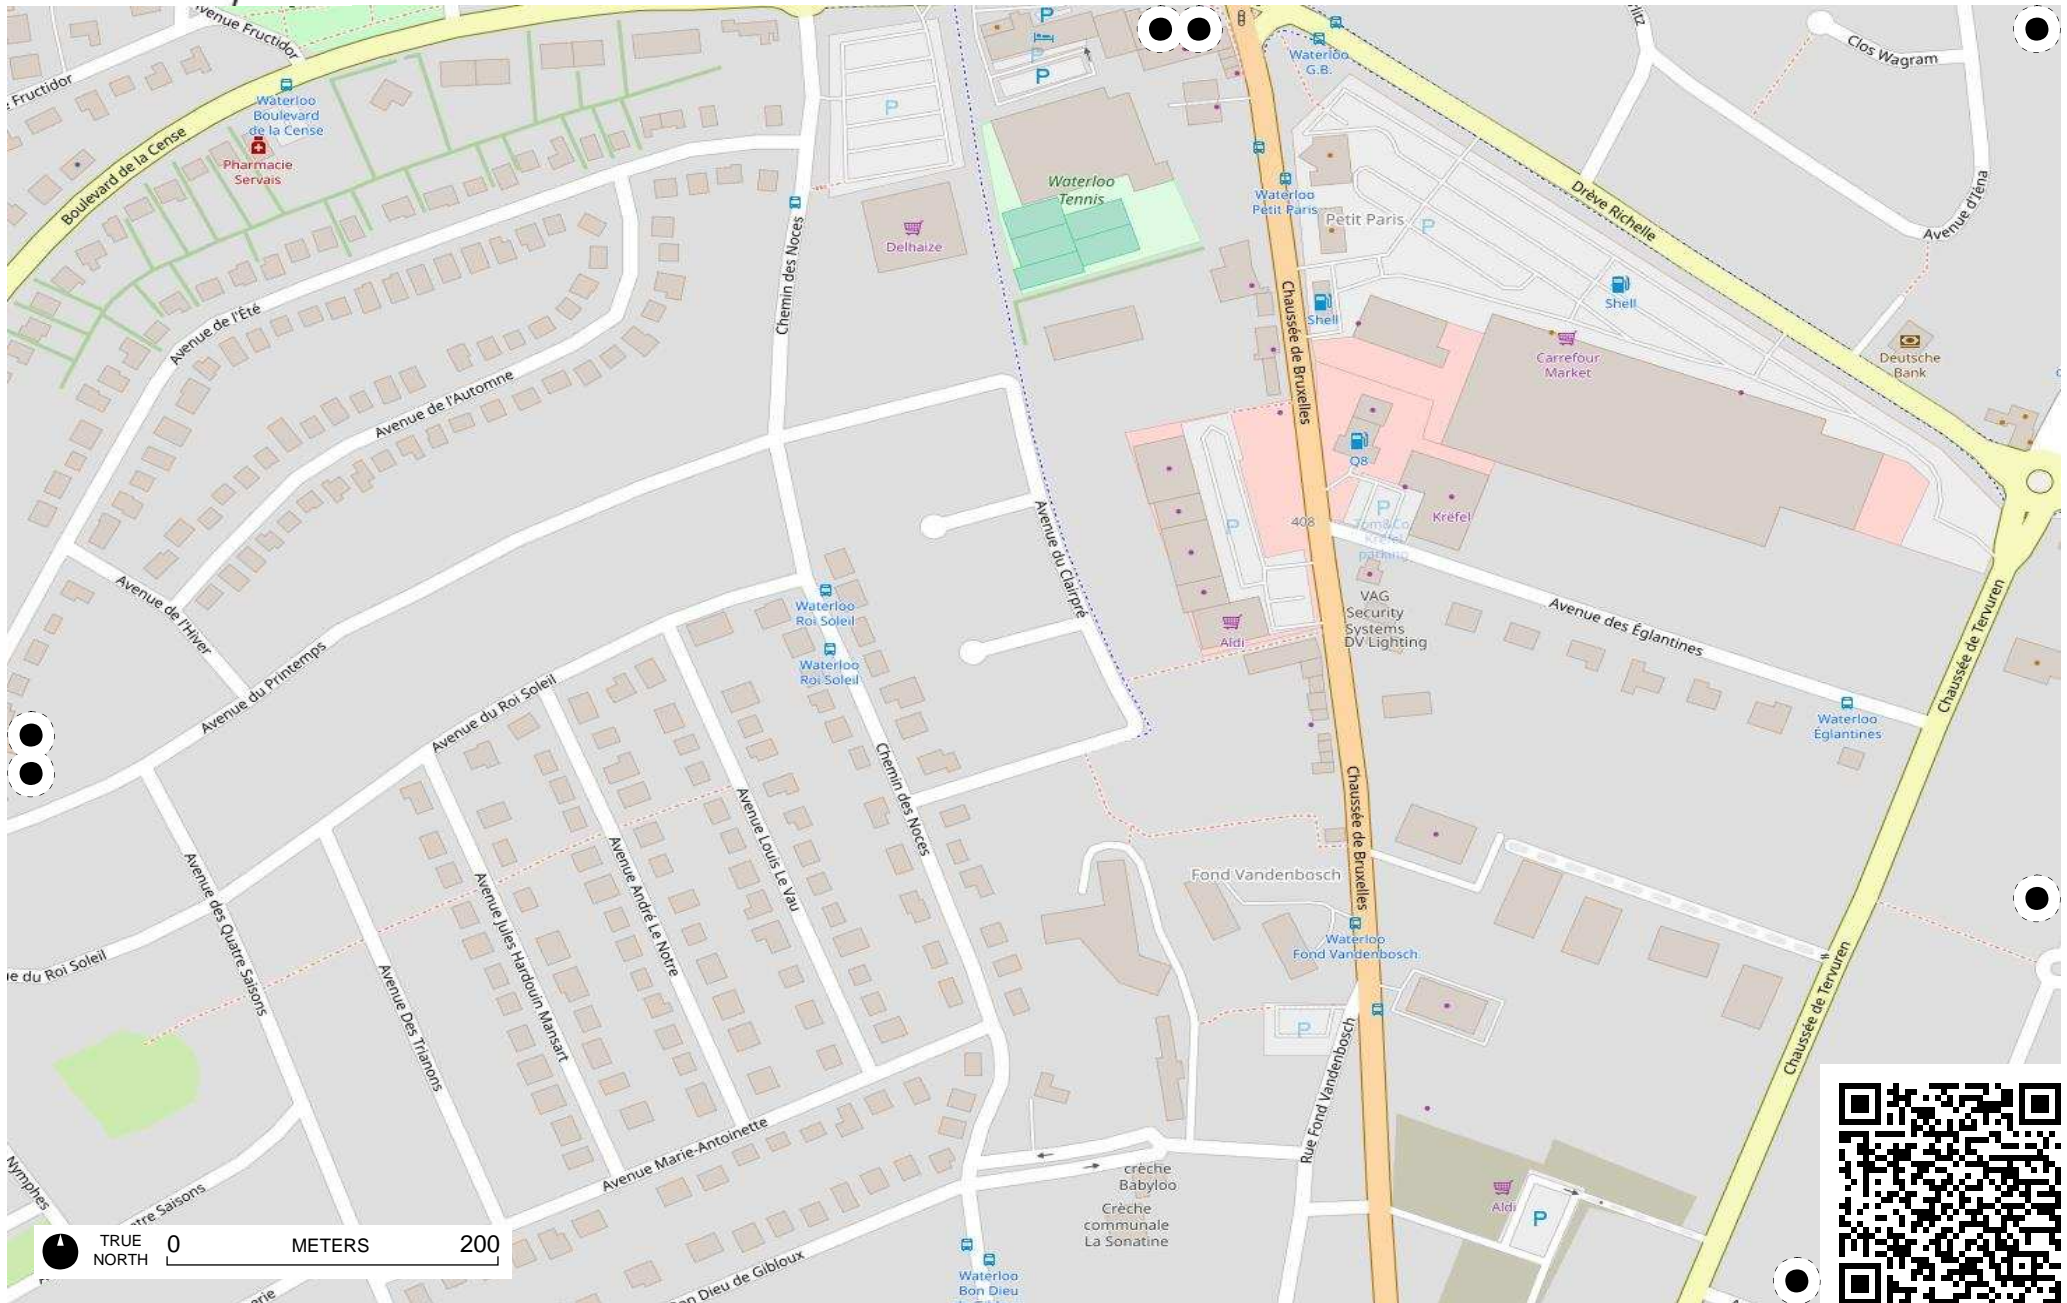 Avenue Fructidor
Fructidor
Clos Wagram
Waterloo
G.B.
Waterloo
Boulevard
de la Cense
Boulevard de la Cense
Pharmacie
Servais
P
P
P
P
Waterloo
Tennis
Waterloo
Petit Paris
Petit Paris
P
Drève Richelle
Avenue d'Iéna
Delhaize
Chemin des Noces
Avenue de l'Été
Shell
Shell
Chaussée de Bruxelles
Carrefour
Market
Deutsche
Bank
Avenue de l'Automne
Q8
Krëfel
P
P
Tom&Co
Krëfel
parking
408
Avenue du Clairpré
Avenue de l'Hiver
Waterloo
Roi Soleil
Waterloo
Roi Soleil
VAG
Security
Systems
DV Lighting
Aldi
Avenue des Églantines
Chaussée de Tervuren
Avenue du Printemps
Avenue du Roi Soleil
Waterloo
Églantines
Chemin des Noces
Chaussée de Bruxelles
Avenue Louis Le Vau
Avenue André Le Notre
Avenue Jules Hardouin Mansart
Avenue des Quatre Saisons
Avenue Des Trianons
ue du Roi Soleil
Fond Vandenbosch
Waterloo
Fond Vandenbosch
Chaussée de Tervuren
P
Rue Fond Vandenbosch
Avenue Marie-Antoinette
crèche
Babyloo
Crèche
communale
La Sonatine
Aldi
P
Nymphes
tre Saisons
TRUE
NORTH
0 METERS 200
on Dieu de Gibloux
Waterloo
Bon Dieu